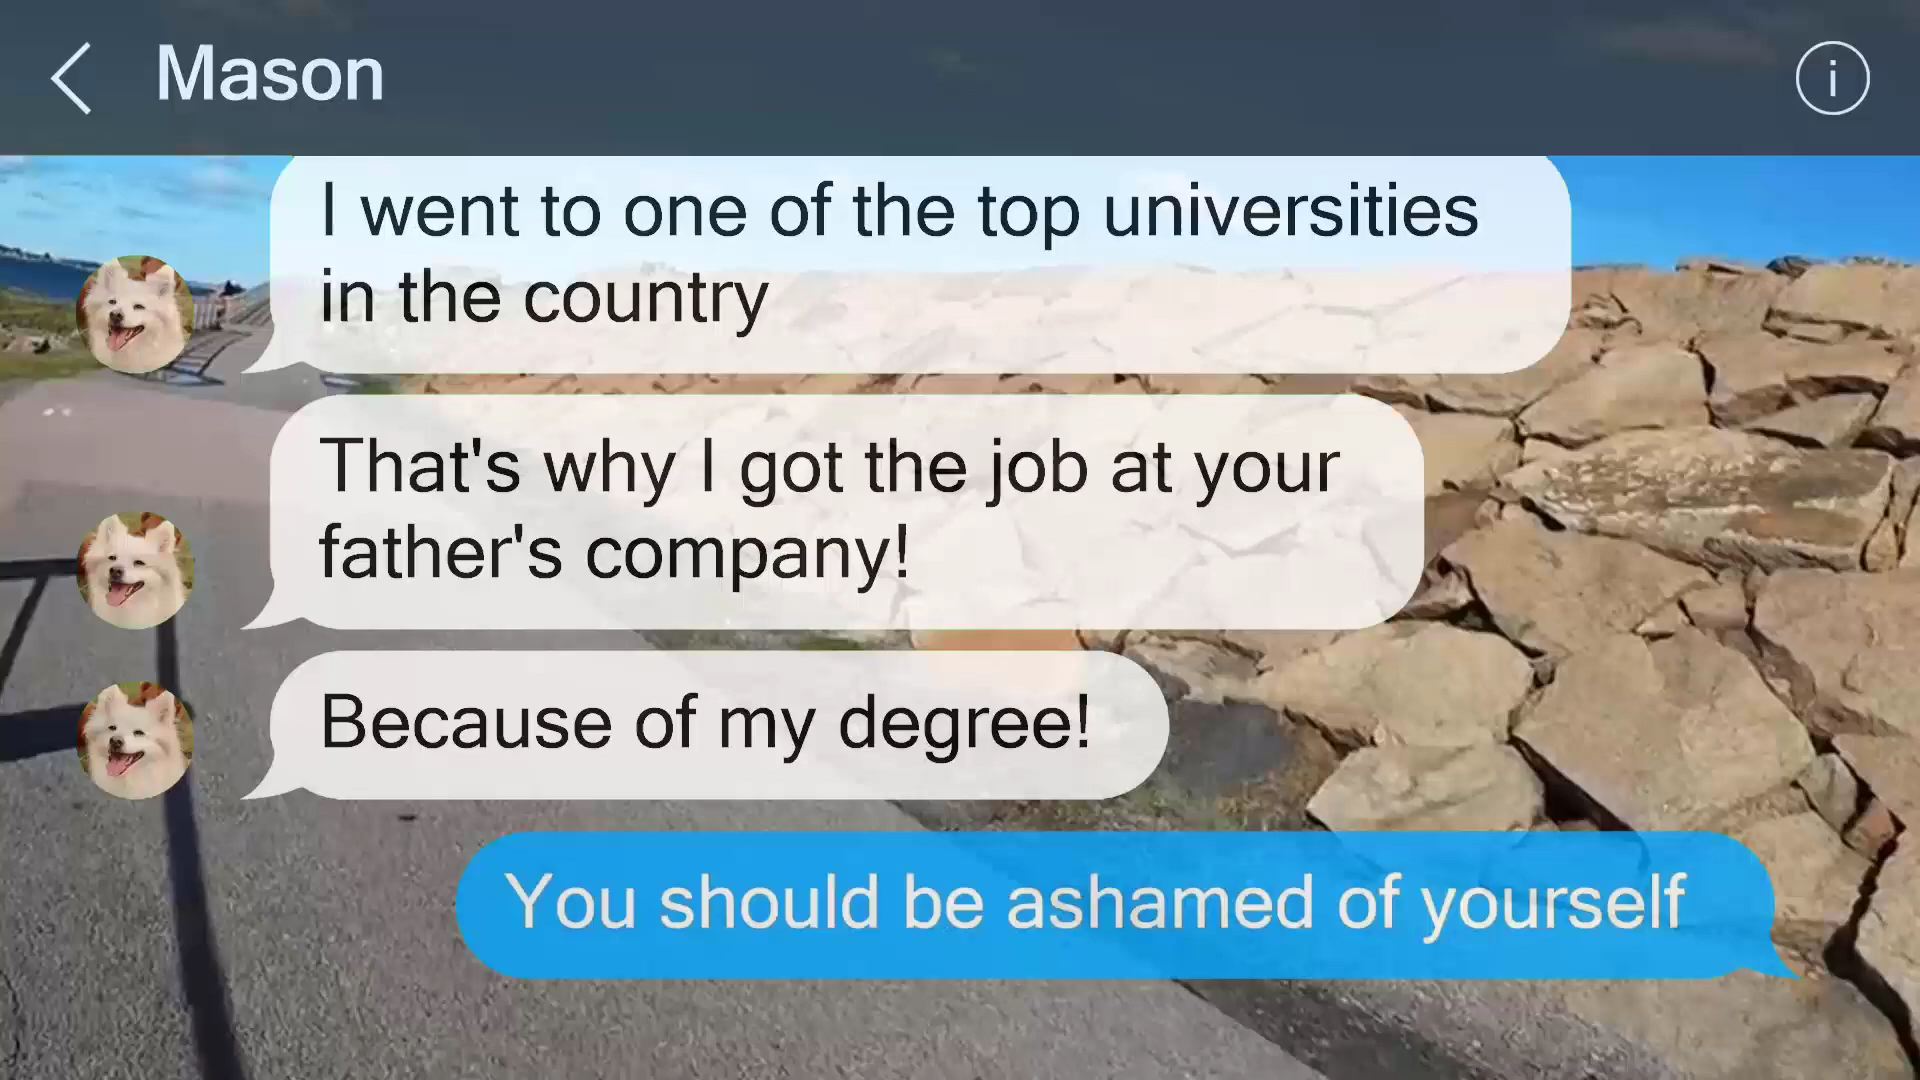 Mason
I went to one of the top universities
in the country
That's why I got the job at your
father's company!
Because of my degree!
You should be ashamed of yourself